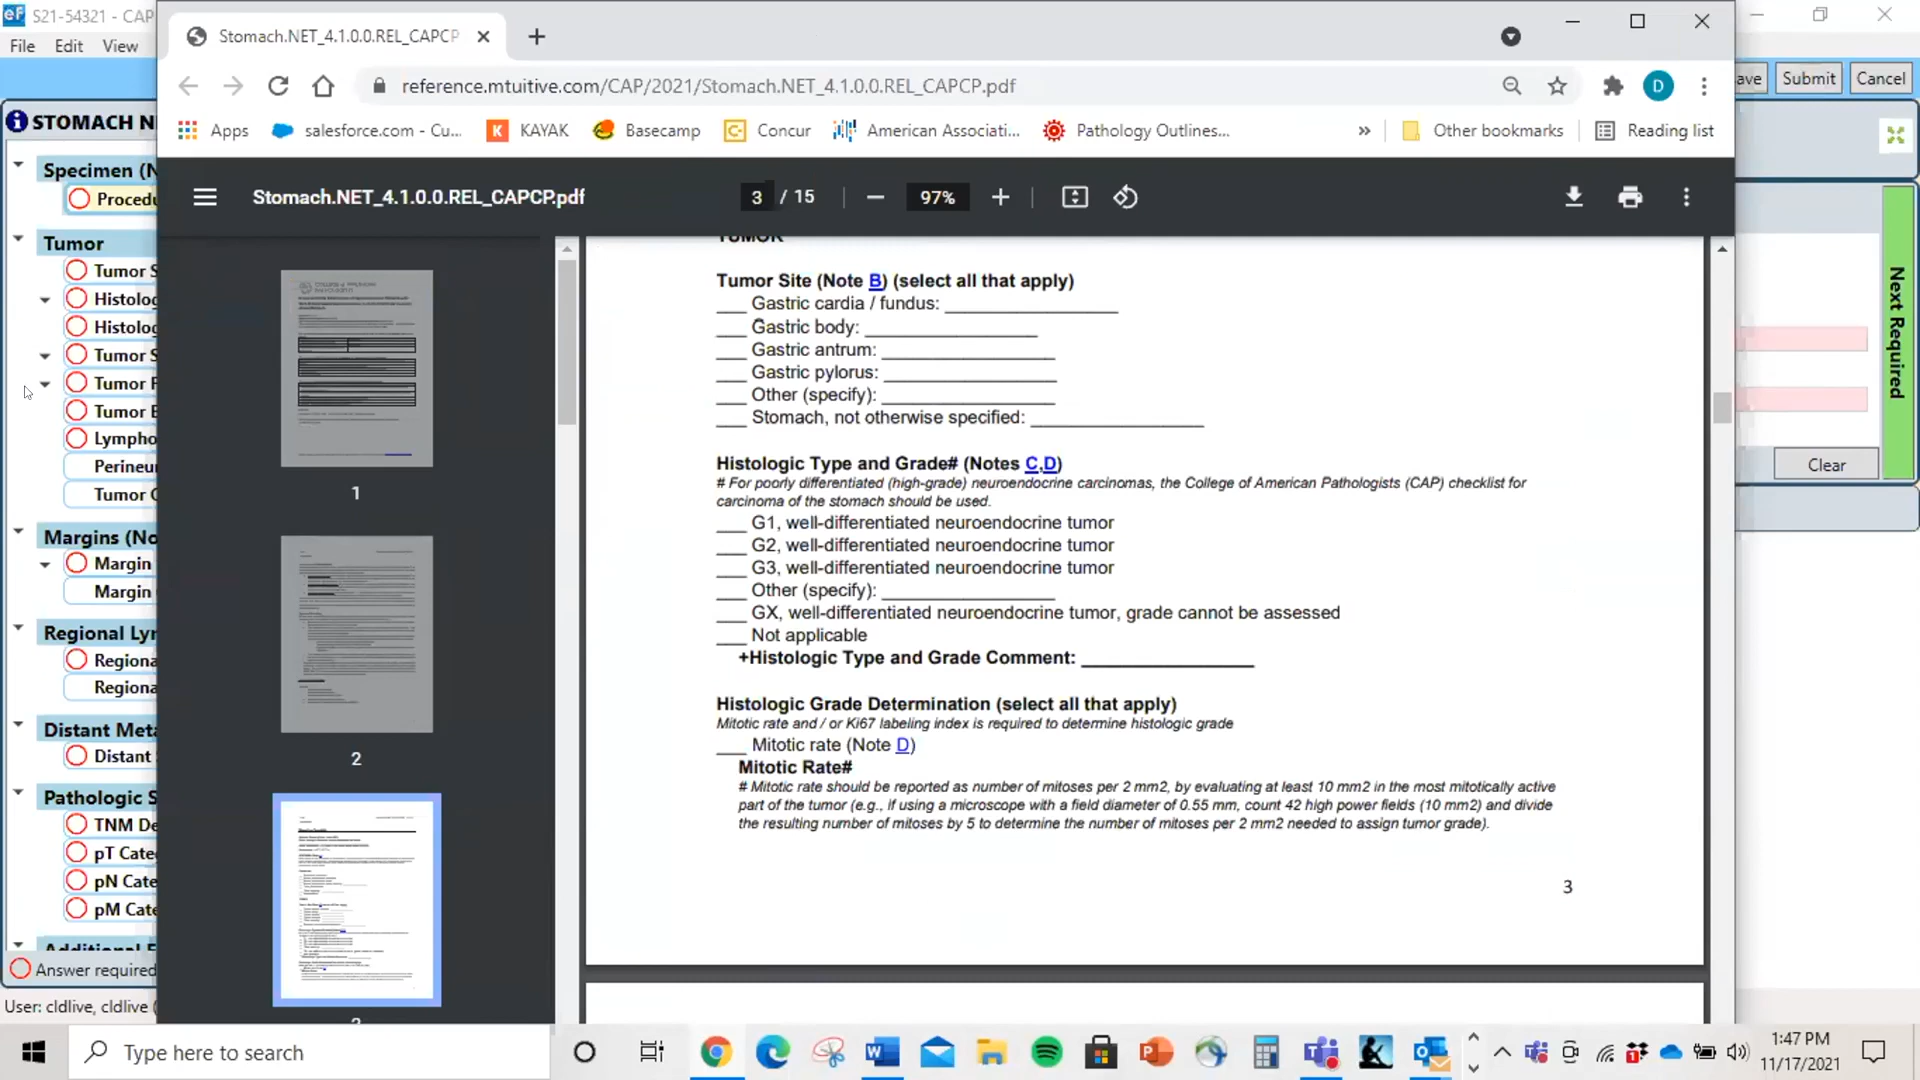 S21-54321 - CAP
File Edit View
Stomach.NET_4.1.0.0.REL_CAPCP
reference.mtuitive.com/CAP/2021/Stomach.NET_4.1.0.0.REL_CAPCP.pdf
D
ave Submit Cancel
Apps salesforce.com - Cu... KAYAK Basecamp Concur American Associati... Pathology Outlines... » Other bookmarks Reading list
STOMACH N
Stomach.NET_4.1.0.0.REL_CAPCP.pdf 3 / 15 97%
Specimen (N
Procedu
Tumor
Tumor S
Histolog
Histolog
Tumor S
Tumor F
Tumor E
Lympho
Perineu
Tumor C
Margins (No
Margin
Margin
Regional Lyn
Regiona
Regiona
Distant Meta
Distant
Pathologic S
TNM De
pT Cate
pN Cate
pM Cate
Additional F
Answer required
User: cldlive, cldlive (
1
2
3
TUMOR
Tumor Site (Note B) (select all that apply)
___ Gastric cardia / fundus: _________________
___ Gastric body: _________________
___ Gastric antrum: _________________
___ Gastric pylorus: _________________
___ Other (specify): _________________
___ Stomach, not otherwise specified: _________________
Histologic Type and Grade# (Notes C,D)
# For poorly differentiated (high-grade) neuroendocrine carcinomas, the College of American Pathologists (CAP) checklist for
carcinoma of the stomach should be used.
___ G1, well-differentiated neuroendocrine tumor
___ G2, well-differentiated neuroendocrine tumor
___ G3, well-differentiated neuroendocrine tumor
___ Other (specify): _________________
___ GX, well-differentiated neuroendocrine tumor, grade cannot be assessed
___ Not applicable
+Histologic Type and Grade Comment: _________________
Histologic Grade Determination (select all that apply)
Mitotic rate and / or Ki67 labeling index is required to determine histologic grade
___ Mitotic rate (Note D)
Mitotic Rate#
# Mitotic rate should be reported as number of mitoses per 2 mm2, by evaluating at least 10 mm2 in the most mitotically active
part of the tumor (e.g., if using a microscope with a field diameter of 0.55 mm, count 42 high power fields (10 mm2) and divide
the resulting number of mitoses by 5 to determine the number of mitoses per 2 mm2 needed to assign tumor grade).
3
Next Required
Clear
Type here to search
1:47 PM
11/17/2021